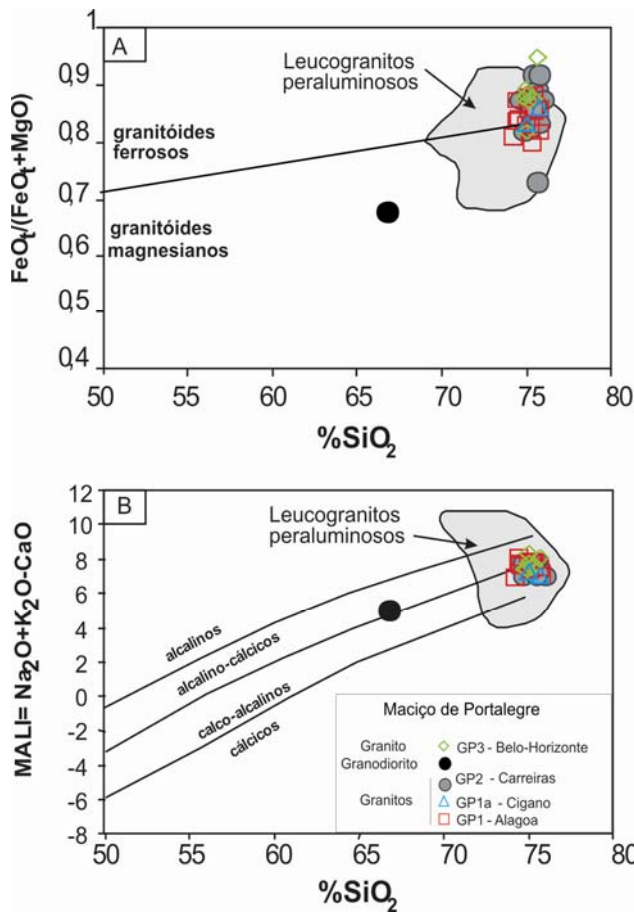 A
Leucogranitos
peraluminosos
granitóides
ferrosos
granitóides
magnesianos
FeOt/(FeOt+MgO)
1
0,9
0,8
0,7
0,6
0,5
0,4
50 55 60 65 70 75 80
%SiO2
B
Leucogranitos
peraluminosos
alcalinos
alcalino-cálcicos
calco-alcalinos
cálcicos
MALI= Na2O+K2O-CaO
12
10
8
6
4
2
0
-2
-4
-6
-8
Maciço de Portalegre
Granito GP3 - Belo-Horizonte
Granodiorito
GP2 - Carreiras
Granitos GP1a - Cigano
GP1 - Alagoa
50 55 60 65 70 75 80
%SiO2